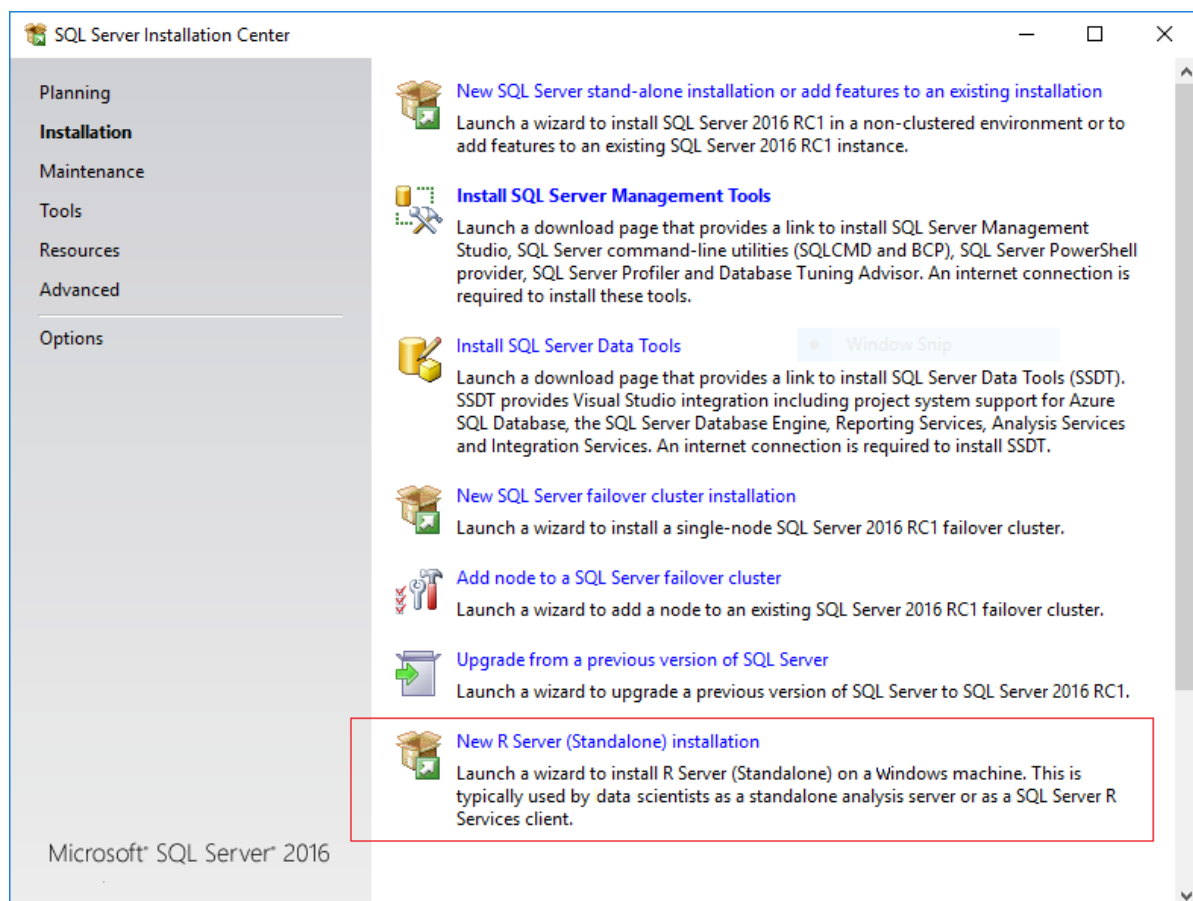 SQL Server Installation Center
Planning
Installation
Maintenance
Tools
Resources
Advanced
Options
Microsoft® SQL Server® 2016
New SQL Server stand-alone installation or add features to an existing installation
Launch a wizard to install SQL Server 2016 RC1 in a non-clustered environment or to
add features to an existing SQL Server 2016 RC1 instance.
Install SQL Server Management Tools
Launch a download page that provides a link to install SQL Server Management
Studio, SQL Server command-line utilities (SQLCMD and BCP), SQL Server PowerShell
provider, SQL Server Profiler and Database Tuning Advisor. An internet connection is
required to install these tools.
Install SQL Server Data Tools
Window Snip
Launch a download page that provides a link to install SQL Server Data Tools (SSDT).
SSDT provides Visual Studio integration including project system support for Azure
SQL Database, the SQL Server Database Engine, Reporting Services, Analysis Services
and Integration Services. An internet connection is required to install SSDT.
New SQL Server failover cluster installation
Launch a wizard to install a single-node SQL Server 2016 RC1 failover cluster.
Add node to a SQL Server failover cluster
Launch a wizard to add a node to an existing SQL Server 2016 RC1 failover cluster.
Upgrade from a previous version of SQL Server
Launch a wizard to upgrade a previous version of SQL Server to SQL Server 2016 RC1.
New R Server (Standalone) installation
Launch a wizard to install R Server (Standalone) on a Windows machine. This is
typically used by data scientists as a standalone analysis server or as a SQL Server R
Services client.